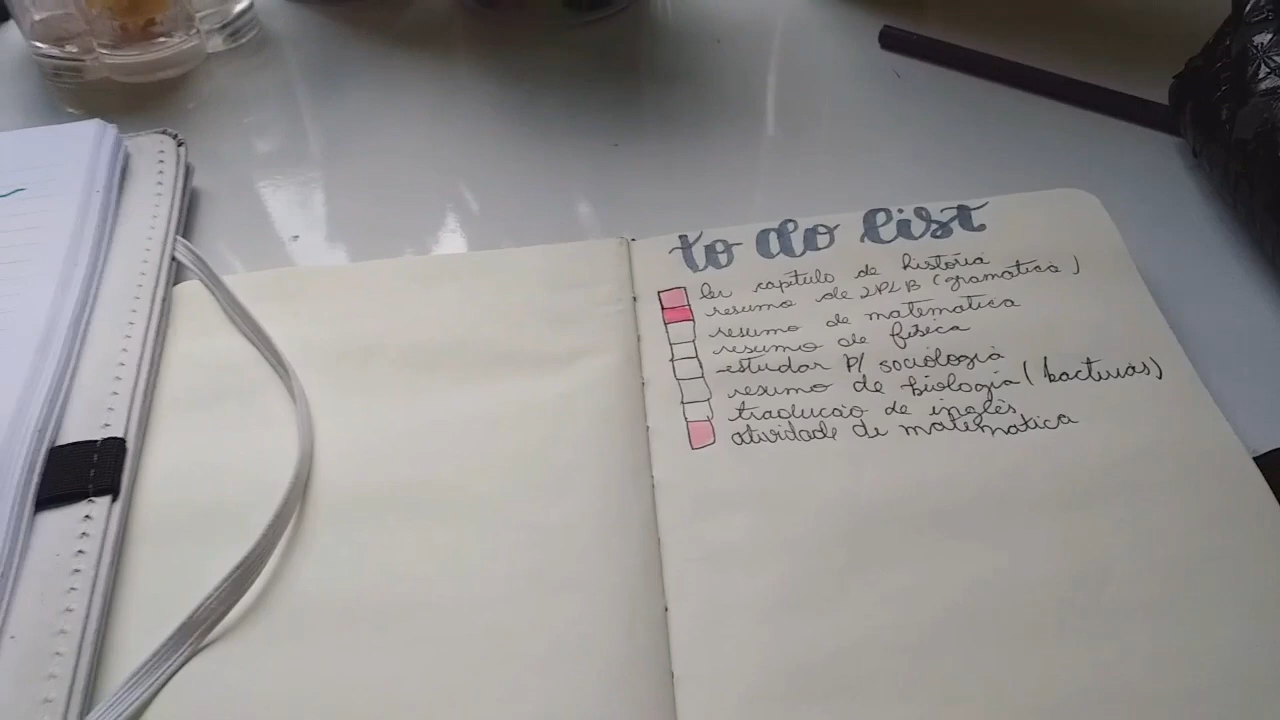 to do list
ler capítulo de história
resumo de LPLB (gramática)
resumo de matemática
resumo de física
estudar p/ sociologia
resumo de biologia (bactérias)
tradução de inglês
atividade de matemática